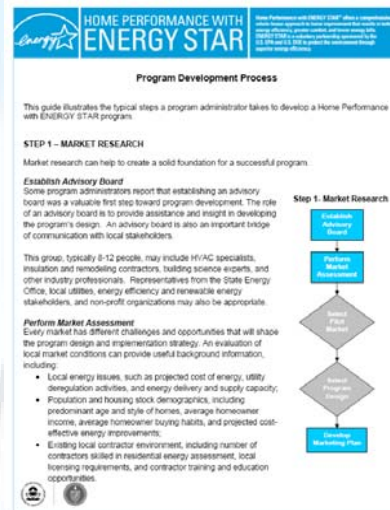 HOME PERFORMANCE WITH
ENERGY STAR
Program Development Process
This guide illustrates the typical steps a program administrator takes to develop a Home Performance
with ENERGY STAR program.
STEP 1 – MARKET RESEARCH
Market research can help to create a solid foundation for a successful program.
Establish Advisory Board
Some program administrators report that establishing an advisory
board was a valuable first step toward program development. The role
of an advisory board is to provide assistance and insight in developing
the program's design. An advisory board is also an important bridge
of communication with local stakeholders.
This group, typically 8-12 people, may include HVAC specialists,
insulation and remodeling contractors, building science experts, and
other industry professionals. Representatives from the State Energy
Office, local utilities, energy efficiency and renewable energy
stakeholders, and non-profit organizations may also be appropriate.
Perform Market Assessment
Every market has different challenges and opportunities that will shape
the program design and implementation strategy. An evaluation of
local market conditions can provide useful background information,
including:
• Local energy issues, such as projected cost of energy, utility
deregulation activities, and energy delivery and supply capacity;
• Population and housing stock demographics, including
predominant age and style of homes, average homeowner
income, average homeowner buying habits, and projected cost-
effective energy improvements;
• Existing local contractor environment, including number of
contractors skilled in residential energy assessment, local
licensing requirements, and contractor training and education
opportunities.
Step 1- Market Research
Establish
Advisory
Board
Perform
Market
Assessment
Select
Pilot
Market
Select
Program
Design
Develop
Marketing Plan